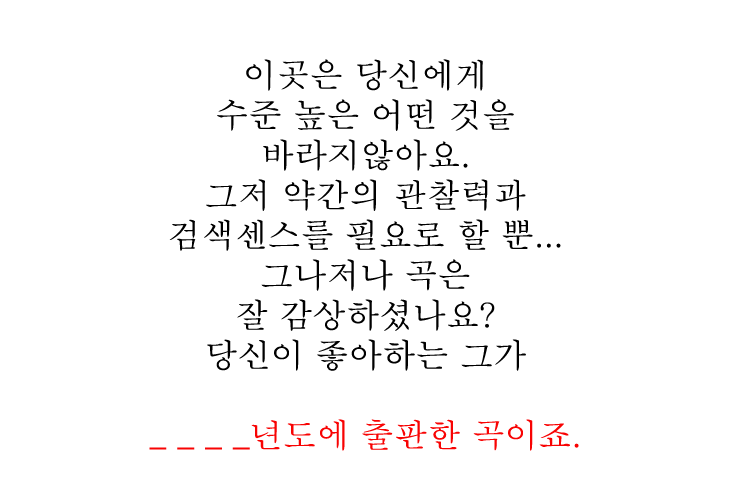 이곳은 당신에게
수준 높은 어떤 것을
바라지않아요.
그저 약간의 관찰력과
검색센스를 필요로 할 뿐...
그나저나 곡은
잘 감상하셨나요?
당신이 좋아하는 그가
_ _ _ _년도에 출판한 곡이죠.